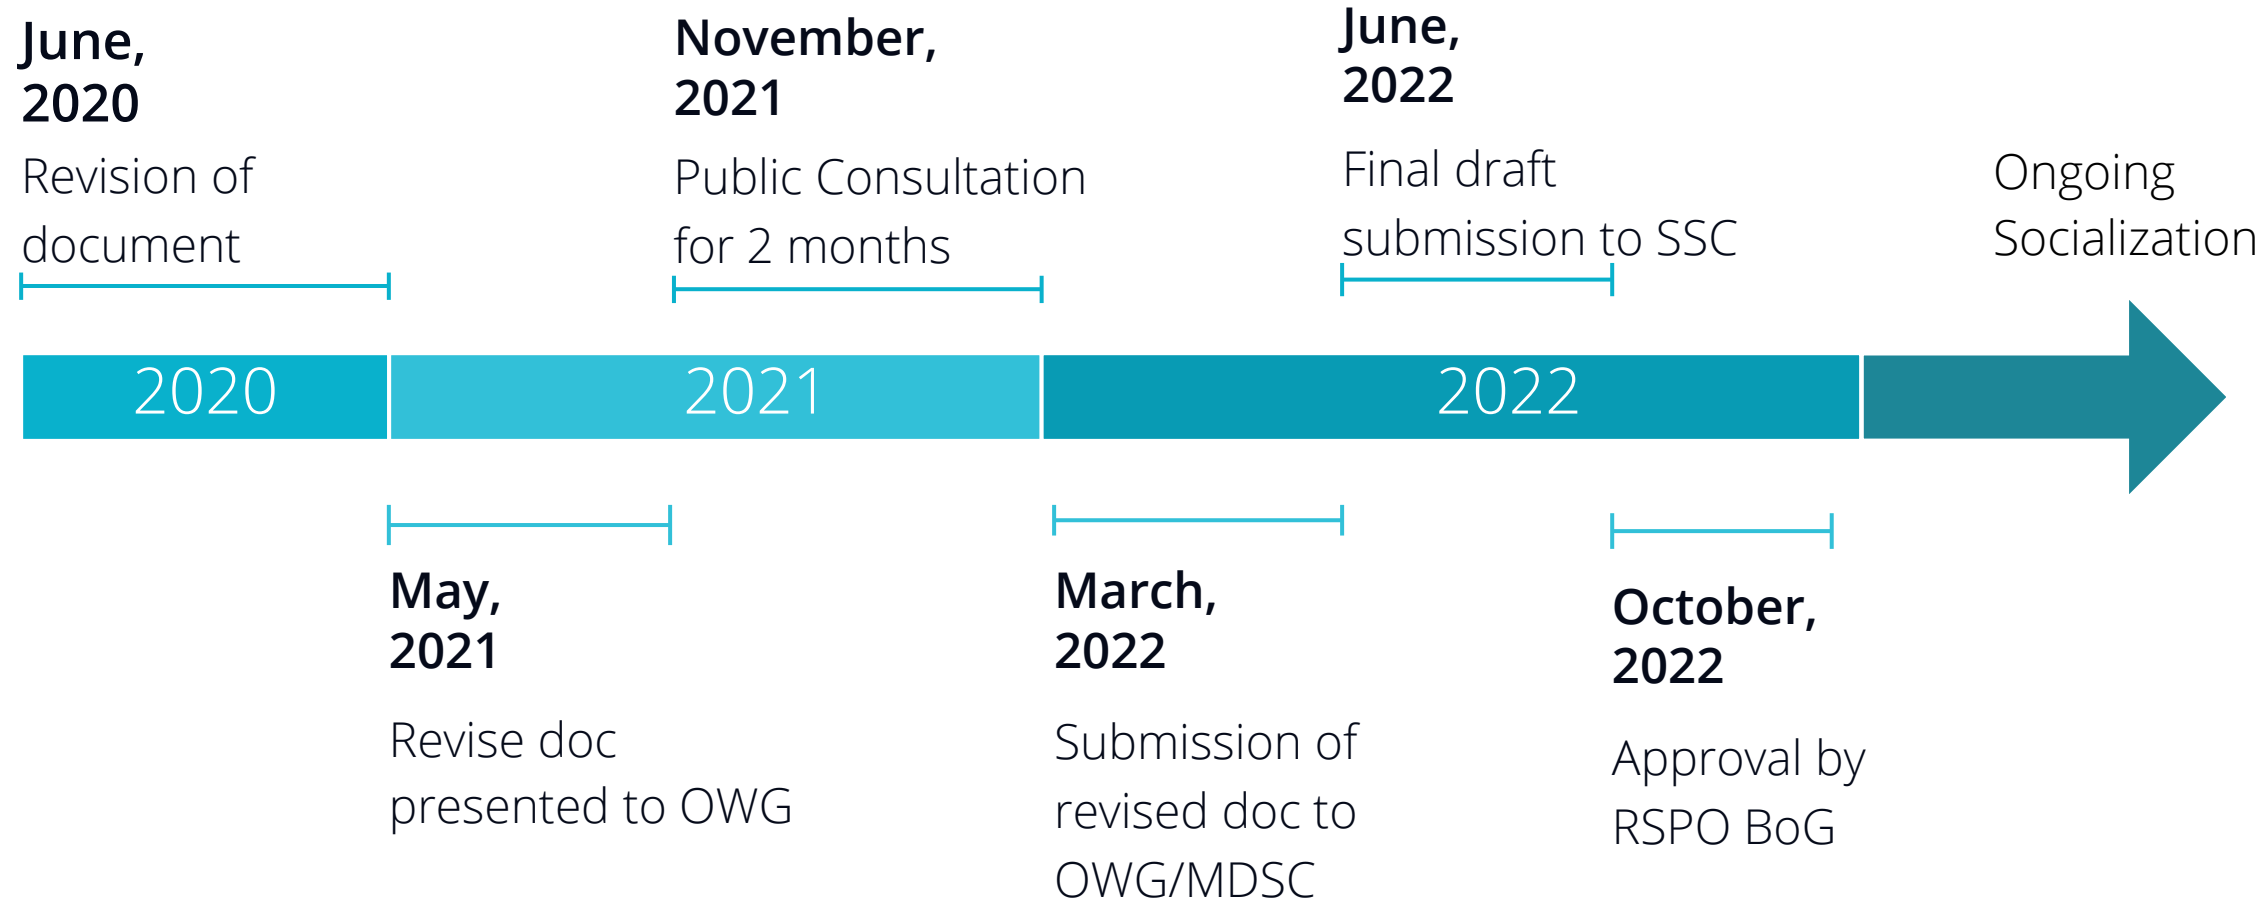 June,
2020
Revision of
document
November,
2021
Public Consultation
for 2 months
June,
2022
Final draft
submission to SSC
Ongoing
Socialization
2020
2021
2022
May,
2021
Revise doc
presented to OWG
March,
2022
Submission of
revised doc to
OWG/MDSC
October,
2022
Approval by
RSPO BoG